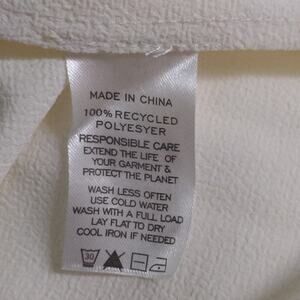 MADE IN CHINA
100% RECYCLED
POLYESYER
RESPONSIBLE CARE
EXTEND THE LIFE OF
YOUR GARMENT &
PROTECT THE PLANET
WASH LESS OFTEN
USE COLD WATER
WASH WITH A FULL LOAD
LAY FLAT TO DRY
COOL IRON IF NEEDED
30